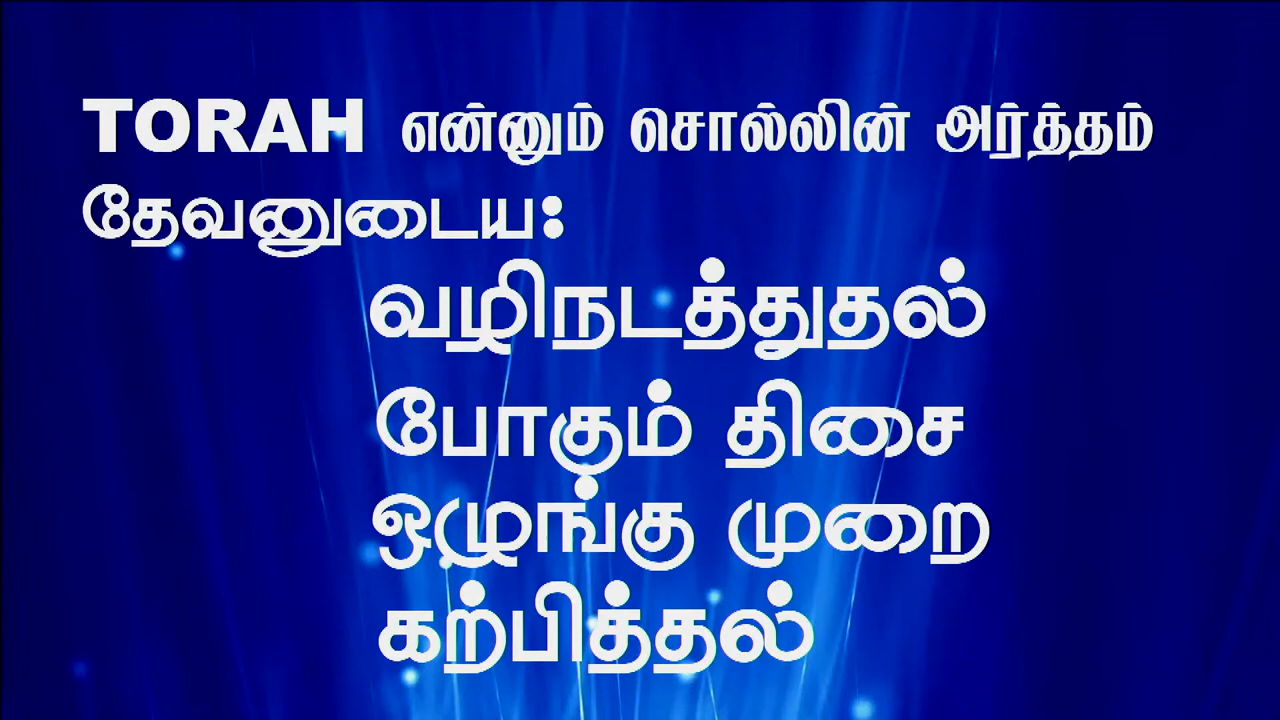 TORAH என்னும் சொல்லின் அர்த்தம்
தேவனுடைய:
வழிநடத்துதல்
போகும் திசை
ஒழுங்கு முறை
கற்பித்தல்